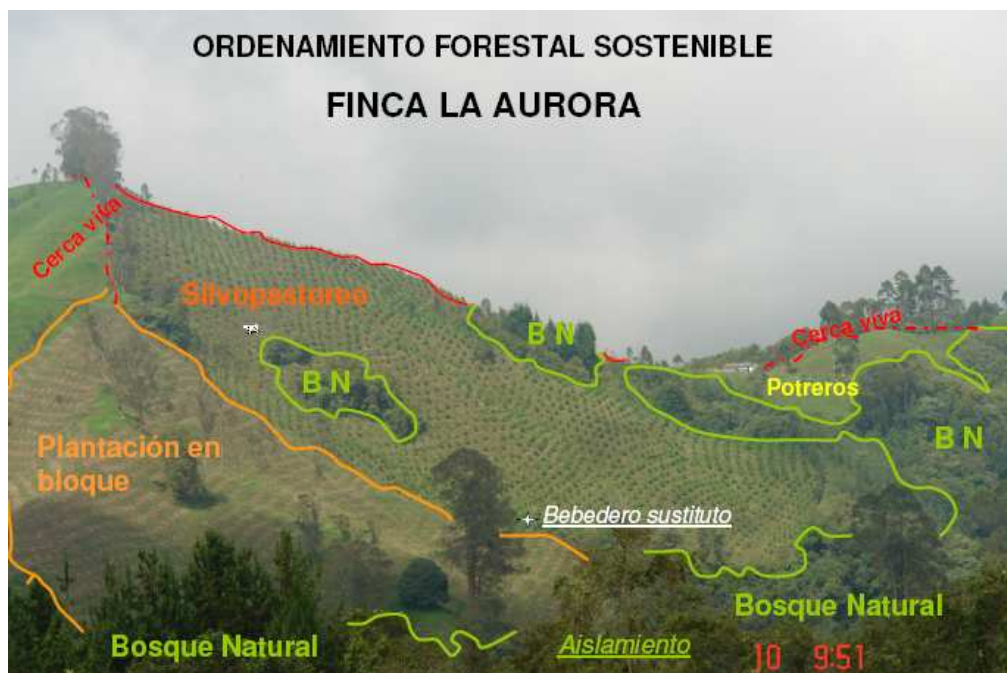 ORDENAMIENTO FORESTAL SOSTENIBLE
FINCA LA AURORA
Cerca viva
Silvopastoreo
B N
Cerca viva
B N
Potreros
B N
Plantación en
bloque
Bebedero sustituto
Bosque Natural
Bosque Natural
Aislamiento
10 9:51